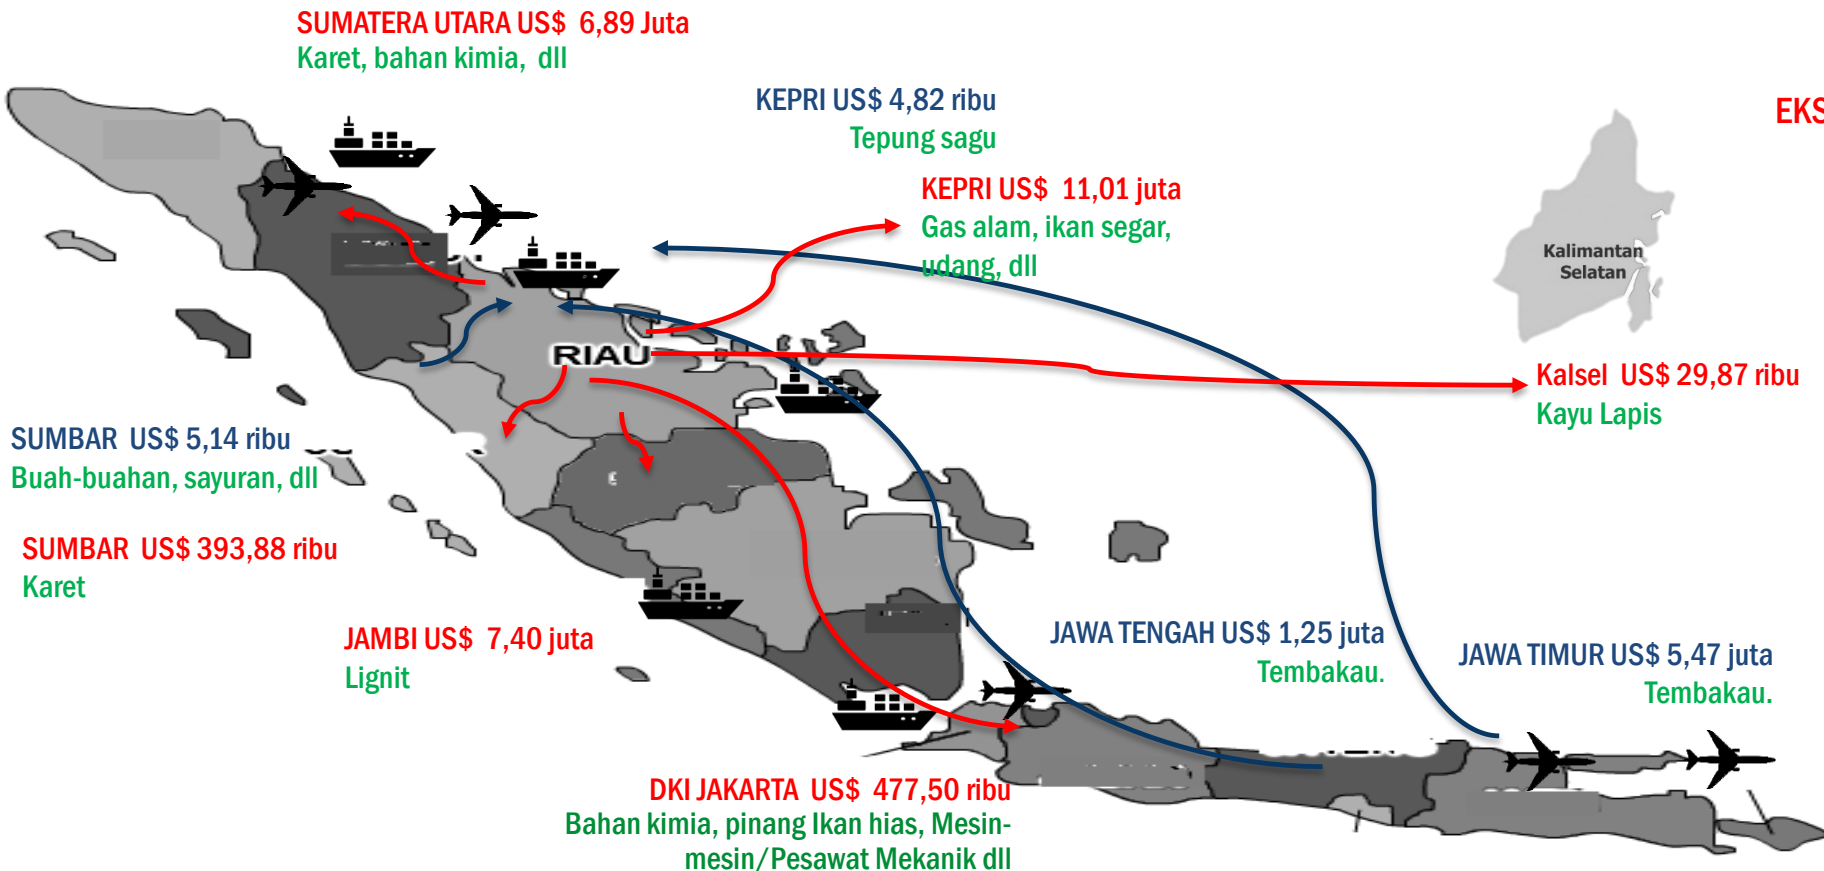 SUMATERA UTARA US$ 6,89 Juta
Karet, bahan kimia, dll
KEPRI US$ 4,82 ribu
Tepung sagu
EKS
KEPRI US$ 11,01 juta
Gas alam, ikan segar,
udang, dll
Kalimantan
Selatan
RIAU
Kalsel US$ 29,87 ribu
Kayu Lapis
SUMBAR US$ 5,14 ribu
Buah-buahan, sayuran, dll
SUMBAR US$ 393,88 ribu
Karet
JAMBI US$ 7,40 juta
Lignit
JAWA TENGAH US$ 1,25 juta
Tembakau.
JAWA TIMUR US$ 5,47 juta
Tembakau.
DKI JAKARTA US$ 477,50 ribu
Bahan kimia, pinang Ikan hias, Mesin-
mesin/Pesawat Mekanik dll